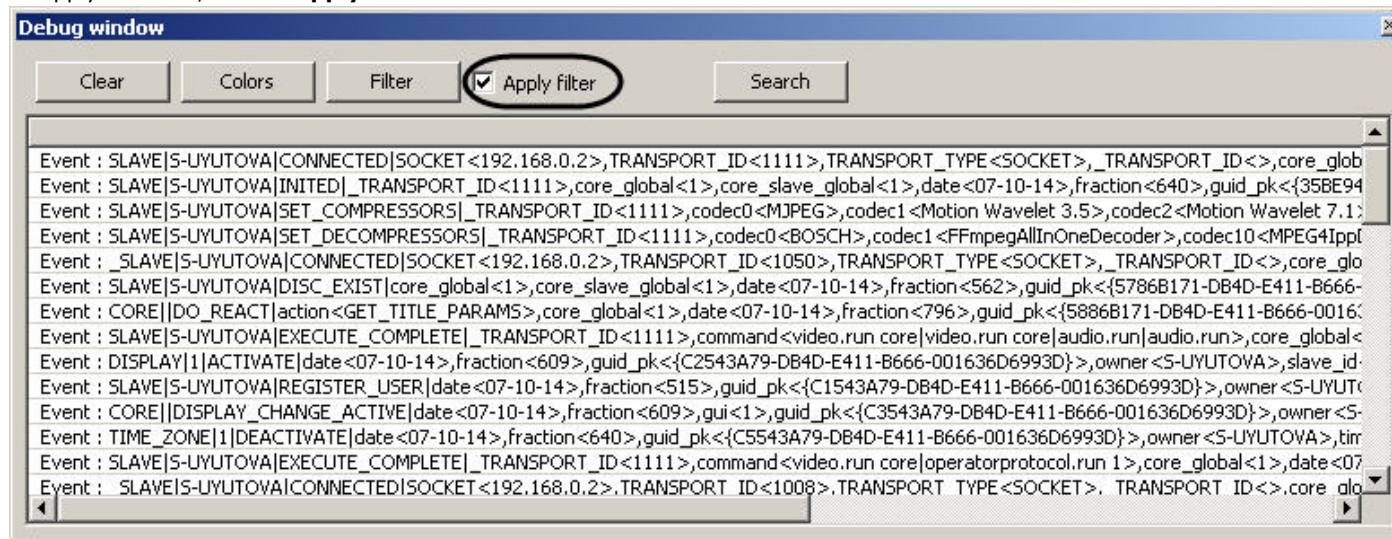 Debug window
Clear Colors Filter Apply filter Search
Event : SLAVE|S-UYUTOVA|CONNECTED|SOCKET<192.168.0.2>,TRANSPORT_ID<1111>,TRANSPORT_TYPE<SOCKET>,_TRANSPORT_ID<>,core_glob
Event : SLAVE|S-UYUTOVA|INITED|_TRANSPORT_ID<1111>,core_global<1>,core_slave_global<1>,date<07-10-14>,fraction<640>,guid_pk<{35BE94
Event : SLAVE|S-UYUTOVA|SET_COMPRESSORS|_TRANSPORT_ID<1111>,codec0<MJPEG>,codec1<Motion Wavelet 3.5>,codec2<Motion Wavelet 7.1>
Event : SLAVE|S-UYUTOVA|SET_DECOMPRESSORS|_TRANSPORT_ID<1111>,codec0<BOSCH>,codec1<FFmpegAllInOneDecoder>,codec10<MPEG4Ipp
Event : _SLAVE|S-UYUTOVA|CONNECTED|SOCKET<192.168.0.2>,TRANSPORT_ID<1050>,TRANSPORT_TYPE<SOCKET>,_TRANSPORT_ID<>,core_glo
Event : SLAVE|S-UYUTOVA|DISC_EXIST|core_global<1>,core_slave_global<1>,date<07-10-14>,fraction<562>,guid_pk<{5786B171-DB4D-E411-B666-
Event : CORE||DO_REACT|action<GET_TITLE_PARAMS>,core_global<1>,date<07-10-14>,fraction<796>,guid_pk<{5886B171-DB4D-E411-B666-00163
Event : SLAVE|S-UYUTOVA|EXECUTE_COMPLETE|_TRANSPORT_ID<1111>,command<video.run core|video.run core|audio.run|audio.run>,core_global<
Event : DISPLAY|1|ACTIVATE|date<07-10-14>,fraction<609>,guid_pk<{C2543A79-DB4D-E411-B666-001636D6993D}>,owner<S-UYUTOVA>,slave_id
Event : SLAVE|S-UYUTOVA|REGISTER_USER|date<07-10-14>,fraction<515>,guid_pk<{C1543A79-DB4D-E411-B666-001636D6993D}>,owner<S-UYUT
Event : CORE||DISPLAY_CHANGE_ACTIVE|date<07-10-14>,fraction<609>,gui<1>,guid_pk<{C3543A79-DB4D-E411-B666-001636D6993D}>,owner<S-
Event : TIME_ZONE|1|DEACTIVATE|date<07-10-14>,fraction<640>,guid_pk<{C5543A79-DB4D-E411-B666-001636D6993D}>,owner<S-UYUTOVA>,tim
Event : SLAVE|S-UYUTOVA|EXECUTE_COMPLETE|_TRANSPORT_ID<1111>,command<video.run core|operatorprotocol.run 1>,core_global<1>,date<07
Event : _SLAVE|S-UYUTOVA|CONNECTED|SOCKET<192.168.0.2>,TRANSPORT_ID<1008>,TRANSPORT_TYPE<SOCKET>,_TRANSPORT_ID<>,core_glo